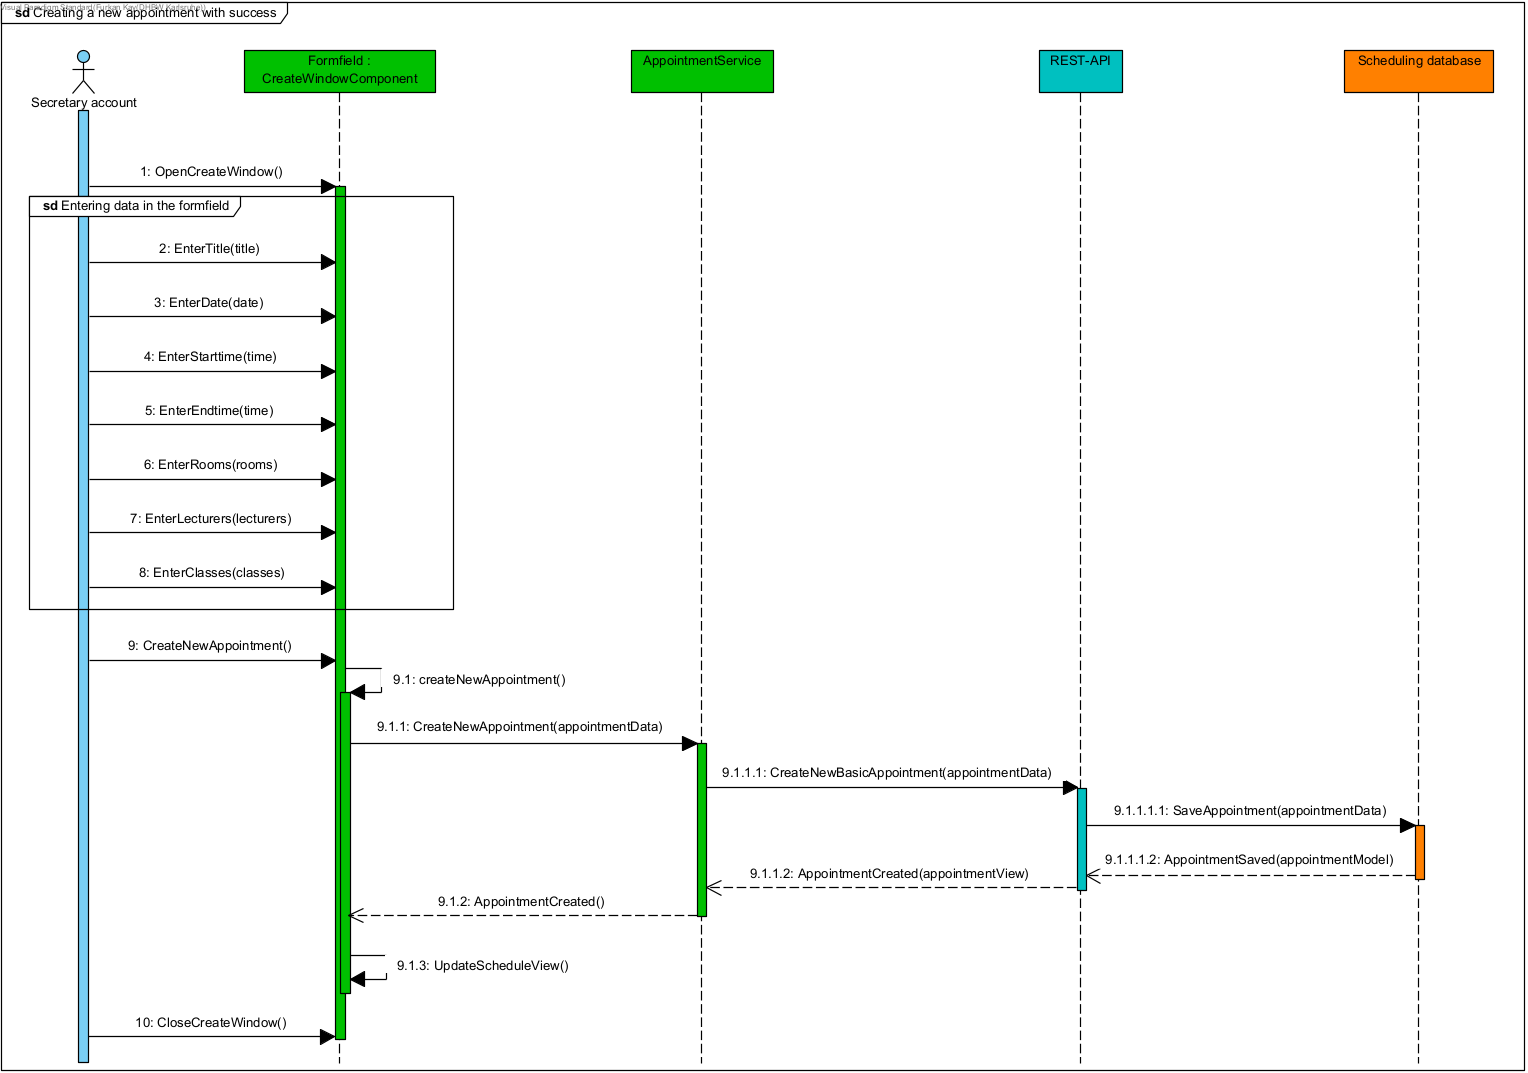 Visual Paradigm Standard(Furkan Kay(DHBW Karlsruhe))
sd Creating a new appointment with success
Secretary account
Formfield :
CreateWindowComponent
AppointmentService
REST-API
Scheduling database
1: OpenCreateWindow()
sd Entering data in the formfield
2: EnterTitle(title)
3: EnterDate(date)
4: EnterStarttime(time)
5: EnterEndtime(time)
6: EnterRooms(rooms)
7: EnterLecturers(lecturers)
8: EnterClasses(classes)
9: CreateNewAppointment()
9.1: createNewAppointment()
9.1.1: CreateNewAppointment(appointmentData)
9.1.1.1: CreateNewBasicAppointment(appointmentData)
9.1.1.1.1: SaveAppointment(appointmentData)
9.1.1.1.2: AppointmentSaved(appointmentModel)
9.1.1.2: AppointmentCreated(appointmentView)
9.1.2: AppointmentCreated()
9.1.3: UpdateScheduleView()
10: CloseCreateWindow()